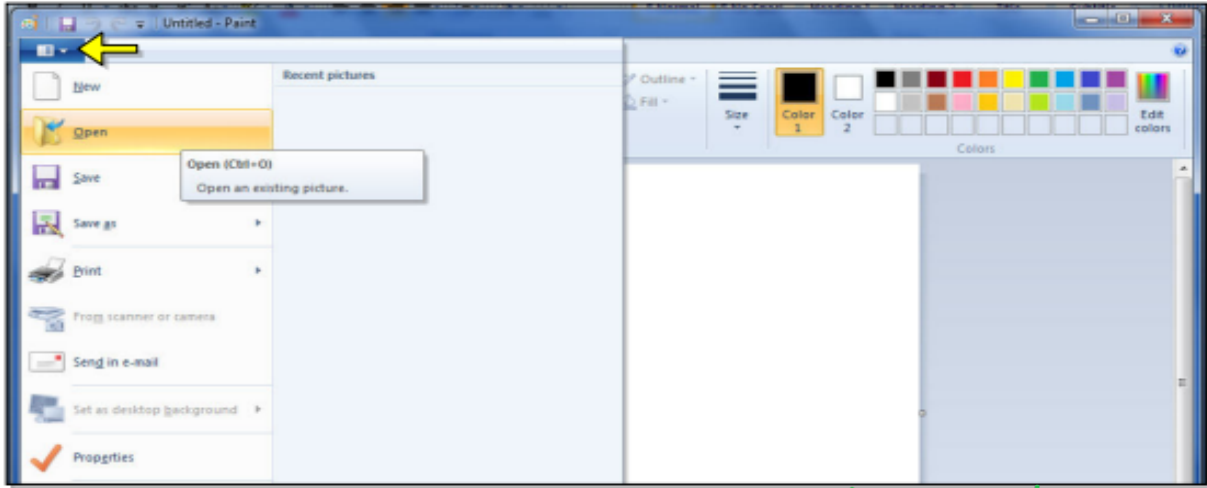 Untitled - Paint
Recent pictures
New
Open
Open (Ctrl+O)
Open an existing picture.
Save
Save as
Print
From scanner or camera
Send in e-mail
Set as desktop background
Properties
Outline
Fill
Size
Color 1
Color 2
Edit colors
Colors